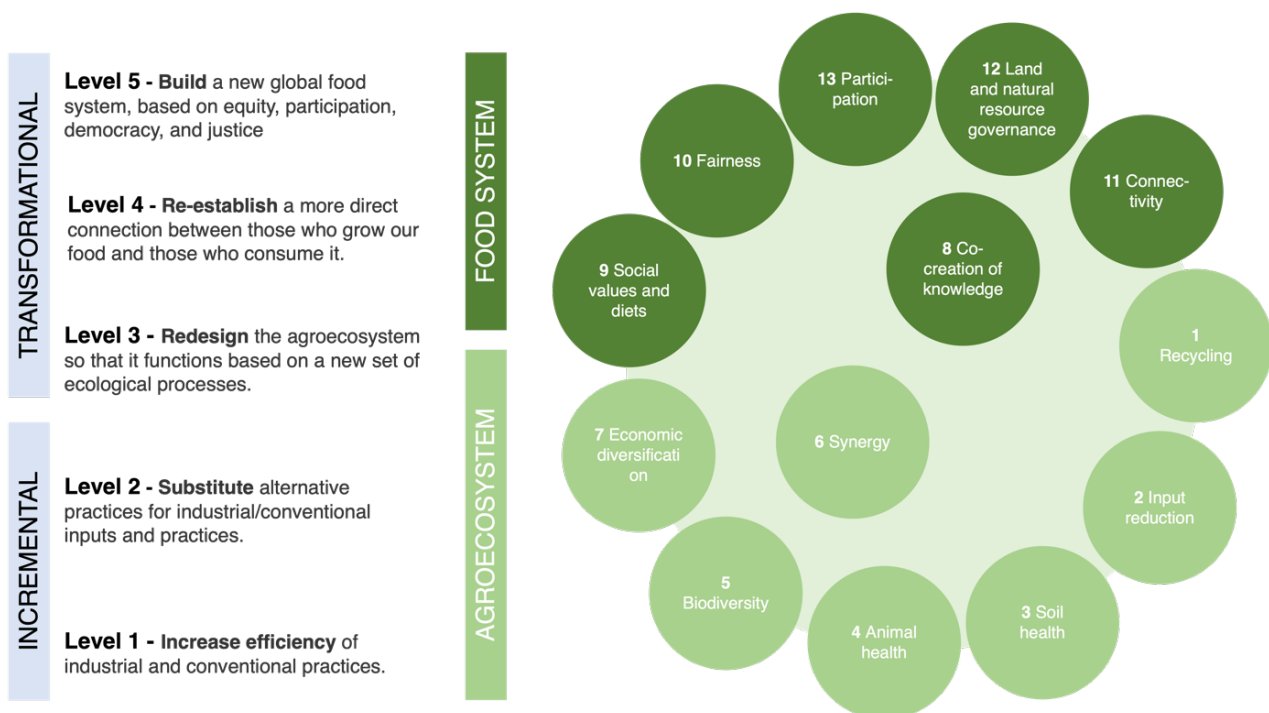 TRANSFORMATIONAL
Level 5 - Build a new global food
system, based on equity, participation,
democracy, and justice
Level 4 - Re-establish a more direct
connection between those who grow our
food and those who consume it.
Level 3 - Redesign the agroecosystem
so that it functions based on a new set of
ecological processes.
INCREMENTAL
Level 2 - Substitute alternative
practices for industrial/conventional
inputs and practices.
Level 1 - Increase efficiency of
industrial and conventional practices.
FOOD SYSTEM
AGROECOSYSTEM
13 Partici-
pation
12 Land
and natural
resource
governance
10 Fairness
11 Connec-
tivity
8 Co-
creation of
knowledge
9 Social
values and
diets
1
Recycling
7 Economic
diversificati
on
6 Synergy
2 Input
reduction
5
Biodiversity
3 Soil
health
4 Animal
health